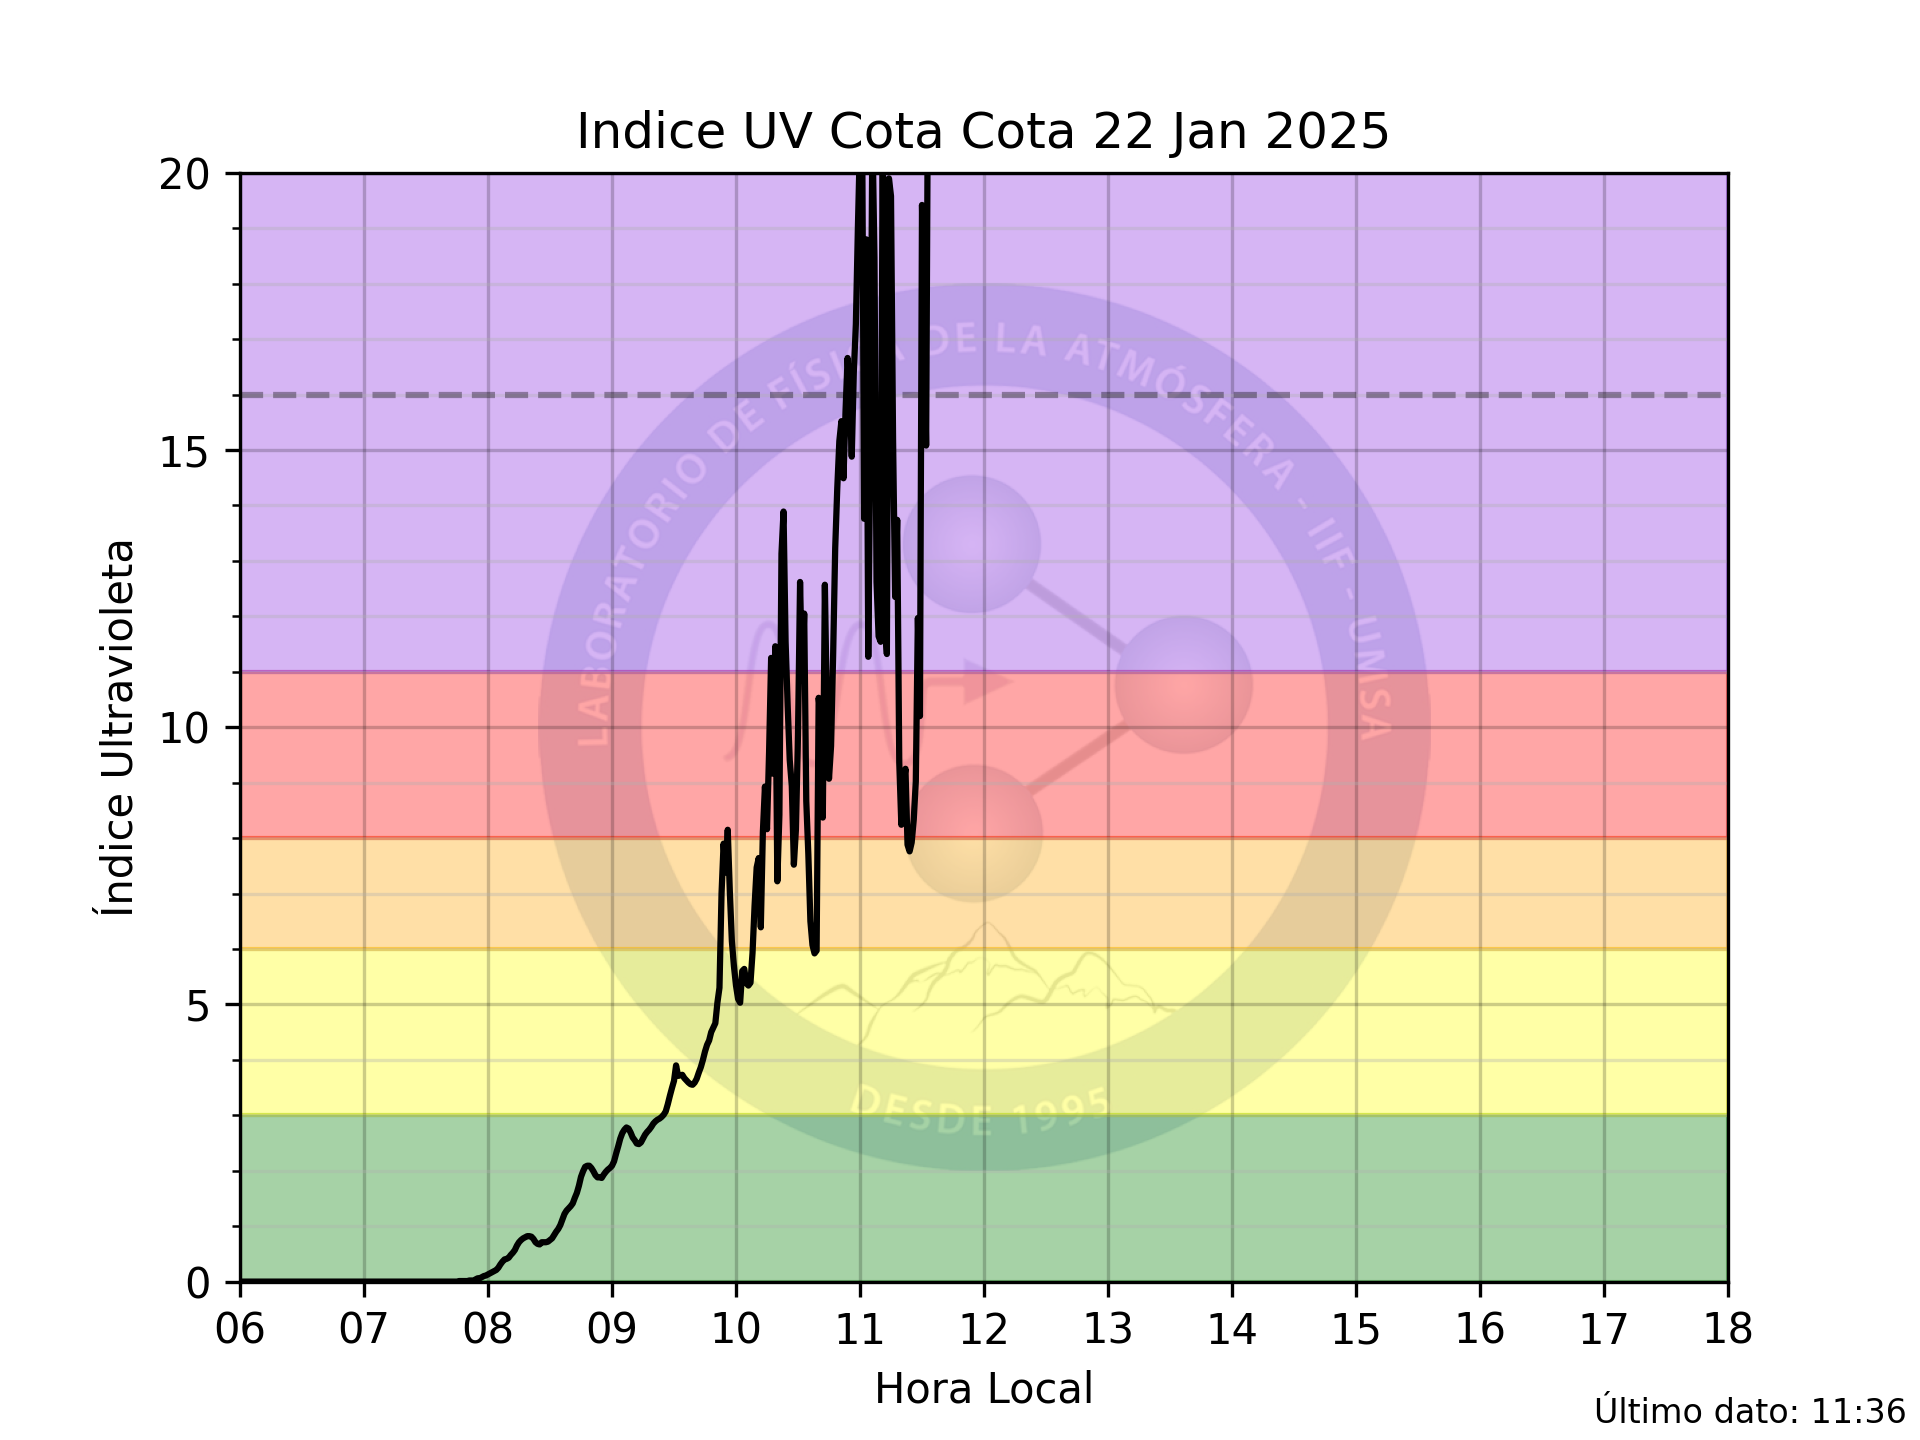 Indice UV Cota Cota 22 Jan 2025
20
15
10
5
0
Índice Ultravioleta
LABORATORIO DE FÍSICA DE LA ATMÓSFERA - IIF - UMSA
DESDE 1995
06 07 08 09 10 11 12 13 14 15 16 17 18
Hora Local
Último dato: 11:36